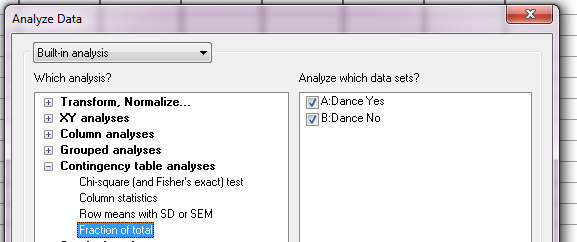 Analyze Data
Built-in analysis
Which analysis?
Transform, Normalize...
XY analyses
Column analyses
Grouped analyses
Contingency table analyses
Chi-square (and Fisher's exact) test
Column statistics
Row means with SD or SEM
Fraction of total
Analyze which data sets?
A:Dance Yes
B:Dance No